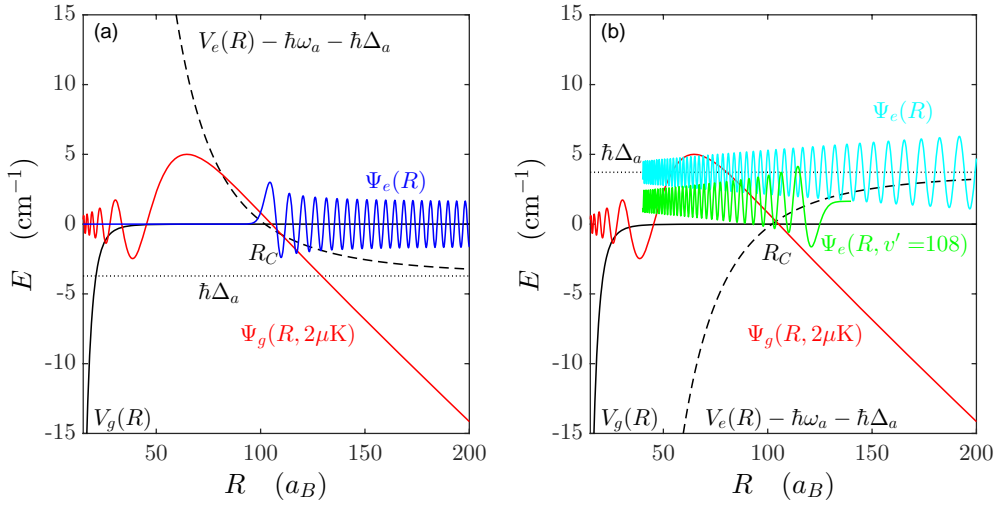 (a)
V_e(R) − ħω_a − ħΔ_a
Ψ_e(R)
R_C
ħΔ_a
Ψ_g(R, 2μK)
V_g(R)
15
10
5
0
-5
-10
-15
E (cm⁻¹)
50
100
150
200
R (a_B)
(b)
Ψ_e(R)
ħΔ_a
Ψ_e(R, v′ =108)
R_C
Ψ_g(R, 2μK)
V_g(R)
V_e(R) − ħω_a − ħΔ_a
15
10
5
0
-5
-10
-15
E (cm⁻¹)
50
100
150
200
R (a_B)